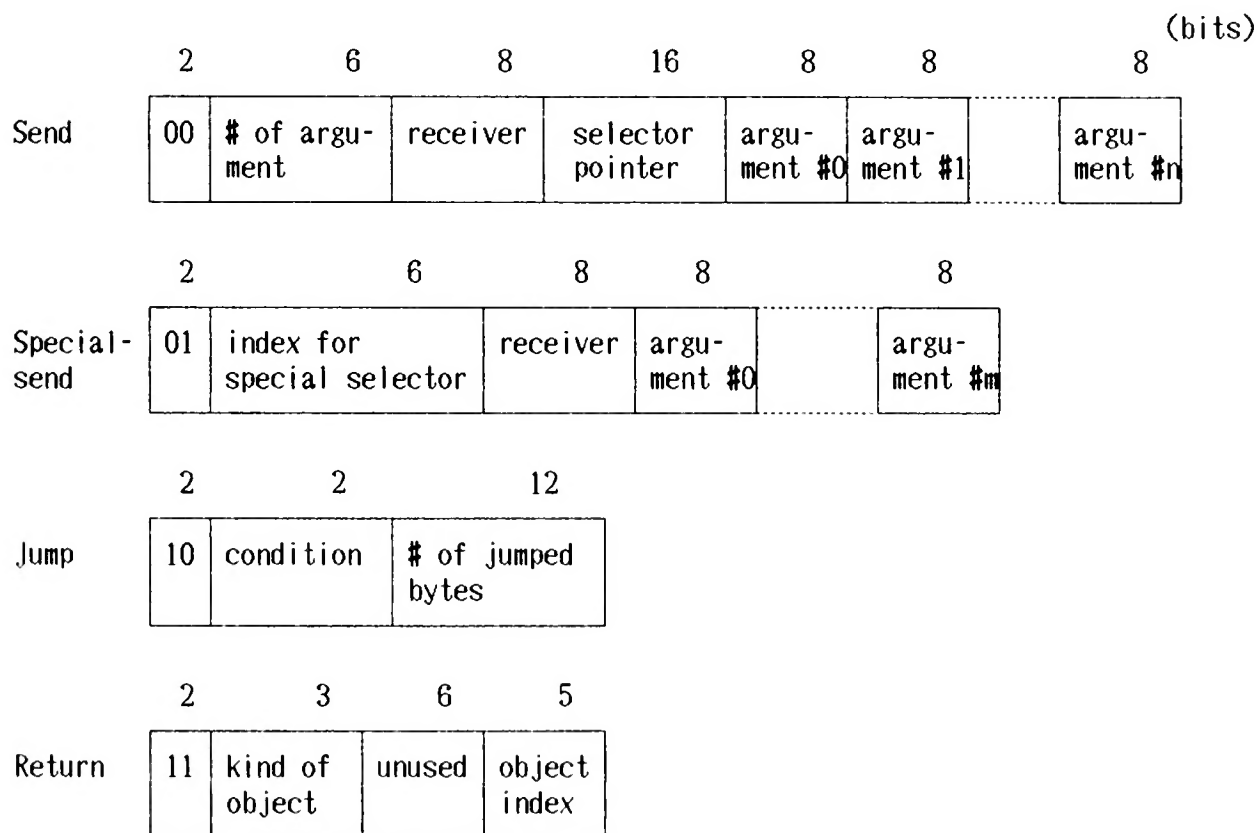 (bits)
2 6 8 16 8 8 8
Send 00 # of argu- receiver selector argu- argu- argu-
ment pointer ment #0 ment #1 ment #n
2 6 8 8 8
Special- 01 index for receiver argu- argu-
send special selector ment #0 ment #m
2 2 12
Jump 10 condition # of jumped
bytes
2 3 6 5
Return 11 kind of unused object
object index